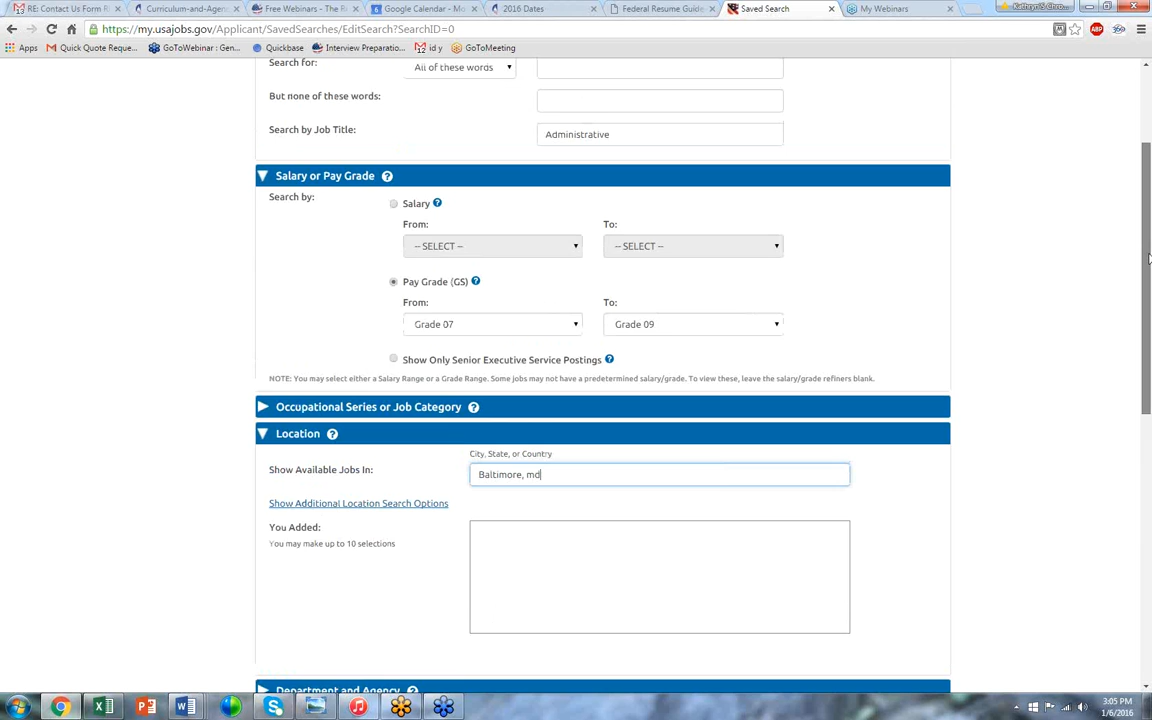 RE: Contact Us Form R
Curriculum-and-Agen
Free Webinars - The R
Google Calendar - Mo
2016 Dates
Federal Resume Guide
Saved Search
My Webinars
https://my.usajobs.gov/Applicant/SavedSearches/EditSearch?SearchID=0
Apps
Quick Quote Reque...
GoToWebinar : Gen...
Quickbase
Interview Preparatio...
id y
GoToMeeting
Search for:
All of these words
But none of these words:
Search by Job Title:
Administrative
Salary or Pay Grade ?
Search by:
Salary ?
From:
To:
-- SELECT --
-- SELECT --
Pay Grade (GS) ?
From:
To:
Grade 07
Grade 09
Show Only Senior Executive Service Postings ?
NOTE: You may select either a Salary Range or a Grade Range. Some jobs may not have a predetermined salary/grade. To view these, leave the salary/grade refiners blank.
Occupational Series or Job Category ?
Location ?
City, State, or Country
Show Available Jobs In:
Baltimore, md
Show Additional Location Search Options
You Added:
You may make up to 10 selections
Department and Agency ?
3:05 PM
1/6/2016